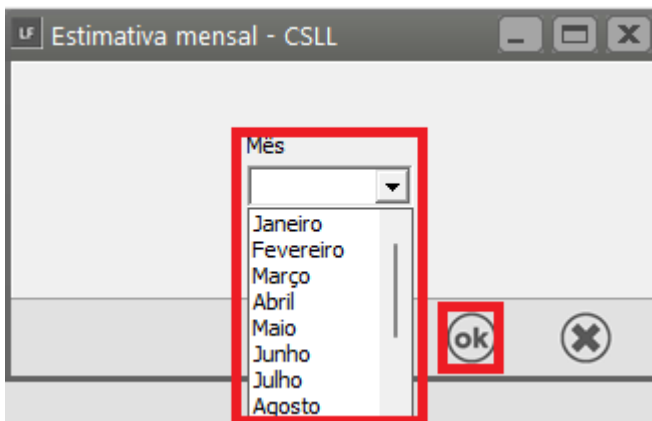 LF Estimativa mensal - CSLL
Mês
Janeiro
Fevereiro
Março
Abril
Maio
Junho
Julho
Agosto
ok